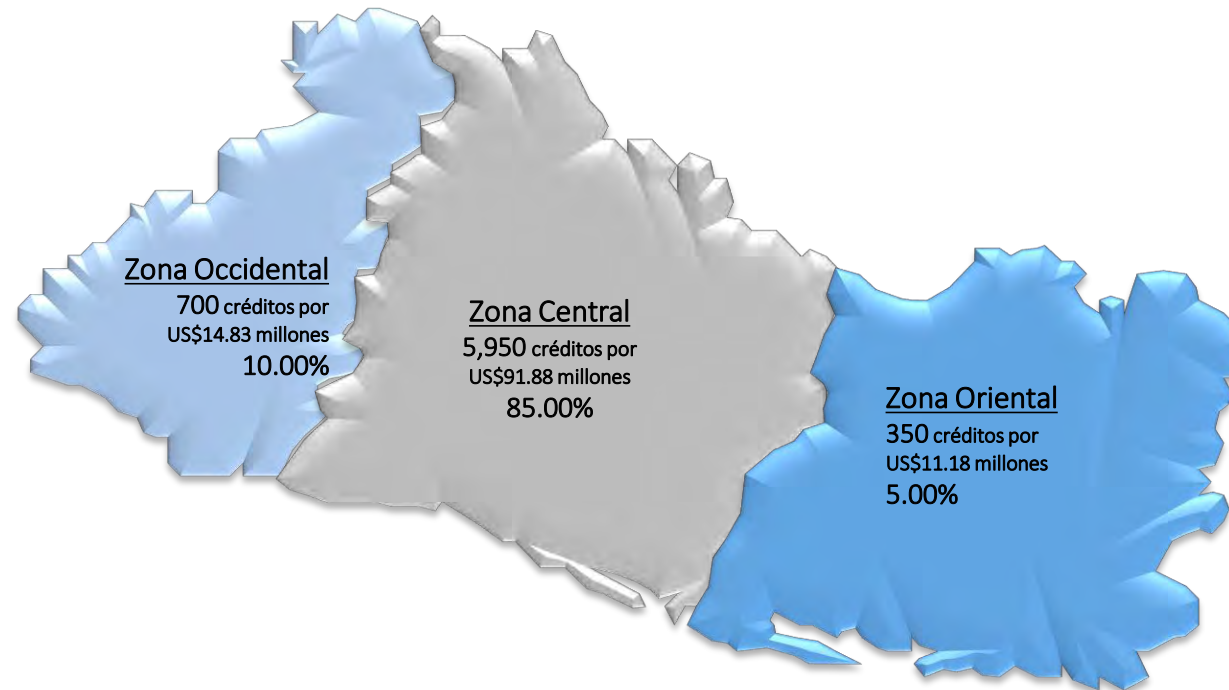 Zona Occidental
700 créditos por
US$14.83 millones
10.00%
Zona Central
5,950 créditos por
US$91.88 millones
85.00%
Zona Oriental
350 créditos por
US$11.18 millones
5.00%